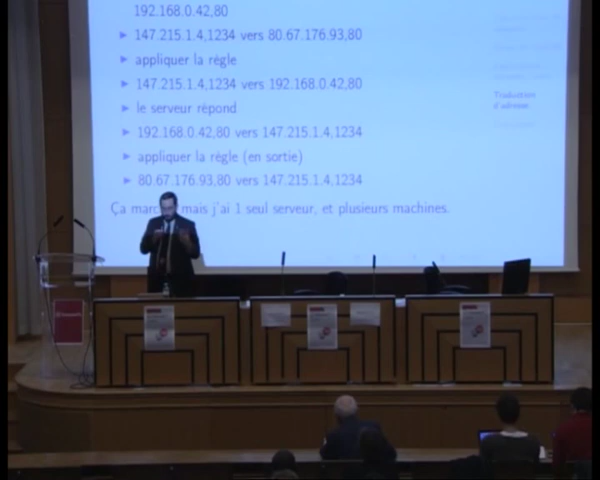 192.168.0.42,80
147.215.1.4,1234 vers 80.67.176.93,80
appliquer la règle
147.215.1.4,1234 vers 192.168.0.42,80
le serveur répond
192.168.0.42,80 vers 147.215.1.4,1234
appliquer la règle (en sortie)
80.67.176.93,80 vers 147.215.1.4,1234
Ça mais j'ai 1 seul serveur, et plusieurs machines.
Traduction
d'adresse